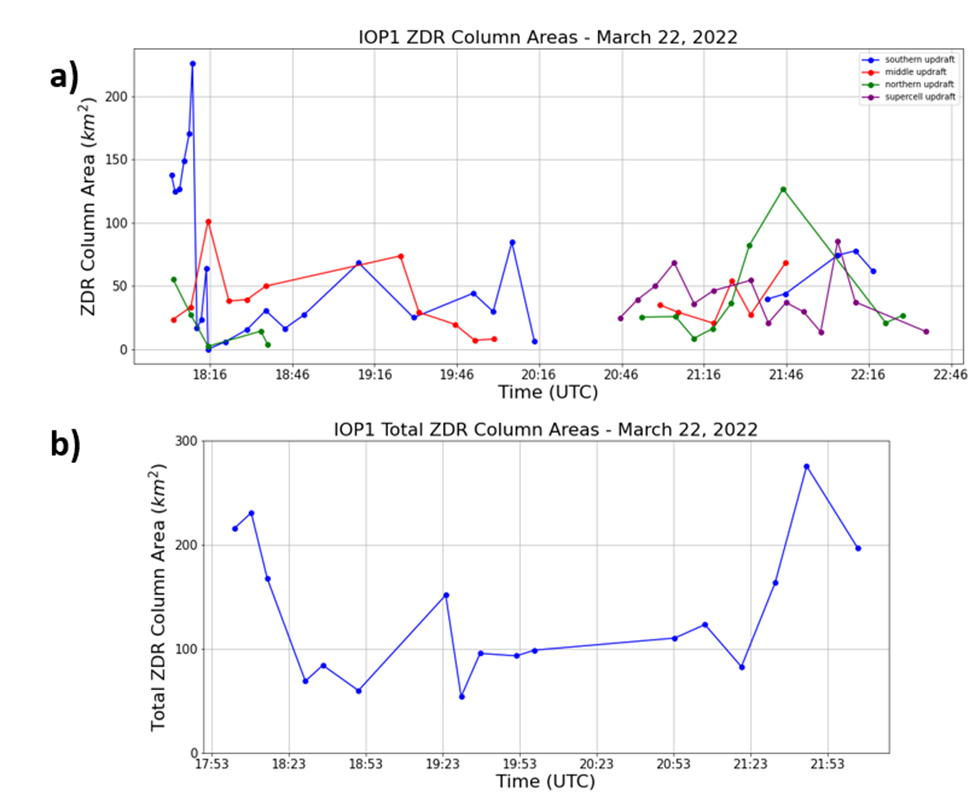 a)
IOP1 ZDR Column Areas - March 22, 2022
ZDR Column Area (km²)
200
150
100
50
0
southern updraft
middle updraft
northern updraft
supercell updraft
18:16 18:46 19:16 19:46 20:16 20:46 21:16 21:46 22:16 22:46
Time (UTC)
b)
IOP1 Total ZDR Column Areas - March 22, 2022
Total ZDR Column Area (km²)
300
200
100
0
17:53 18:23 18:53 19:23 19:53 20:23 20:53 21:23 21:53
Time (UTC)